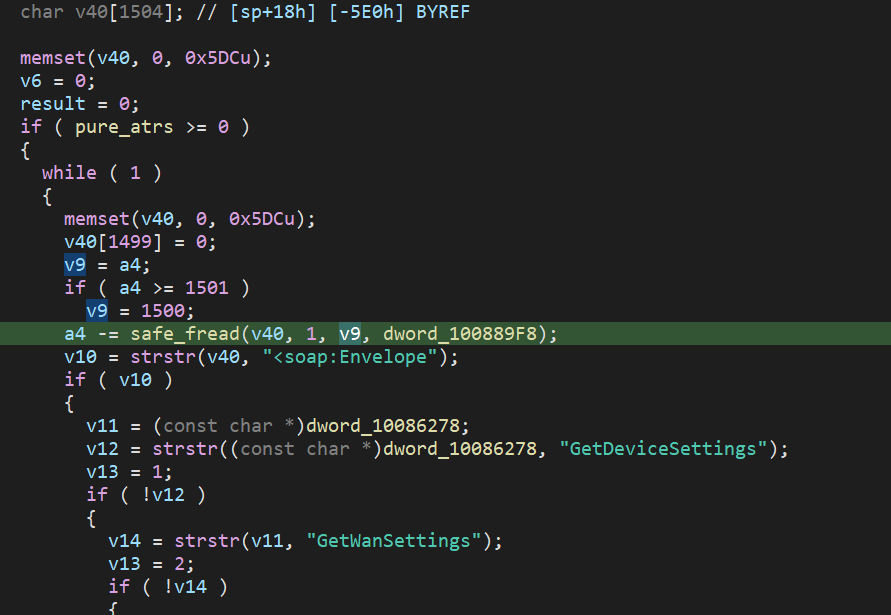 char v40[1504]; // [sp+18h] [-5E0h] BYREF
memset(v40, 0, 0x5DCu);
v6 = 0;
result = 0;
if ( pure_atrs >= 0 )
{
while ( 1 )
{
memset(v40, 0, 0x5DCu);
v40[1499] = 0;
v9 = a4;
if ( a4 >= 1501 )
v9 = 1500;
a4 -= safe_fread(v40, 1, v9, dword_100889F8);
v10 = strstr(v40, "<soap:Envelope");
if ( v10 )
{
v11 = (const char *)dword_10086278;
v12 = strstr((const char *)dword_10086278, "GetDeviceSettings");
v13 = 1;
if ( !v12 )
{
v14 = strstr(v11, "GetWanSettings");
v13 = 2;
if ( !v14 )
{